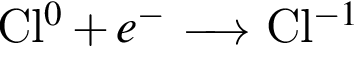 Cl⁰ + e⁻ ⟶ Cl⁻¹